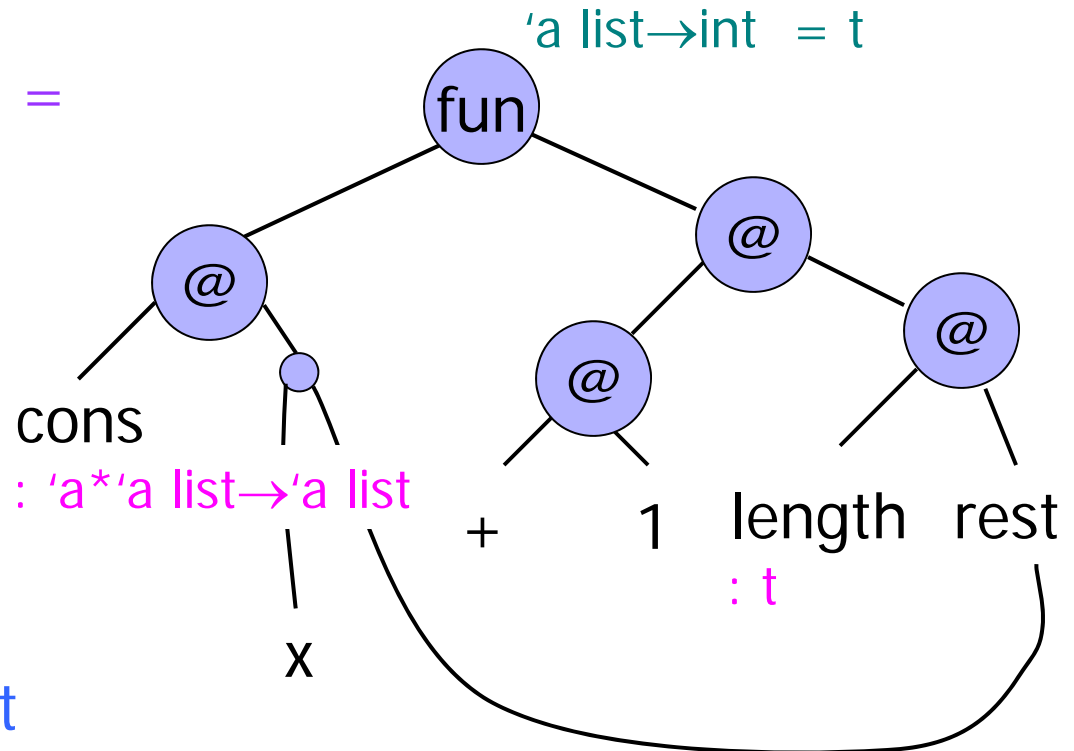 ‘a list→int = t
=
fun
@
@
@
@
cons
: ‘a*‘a list→‘a list
+ 1 length rest
: t
x
t